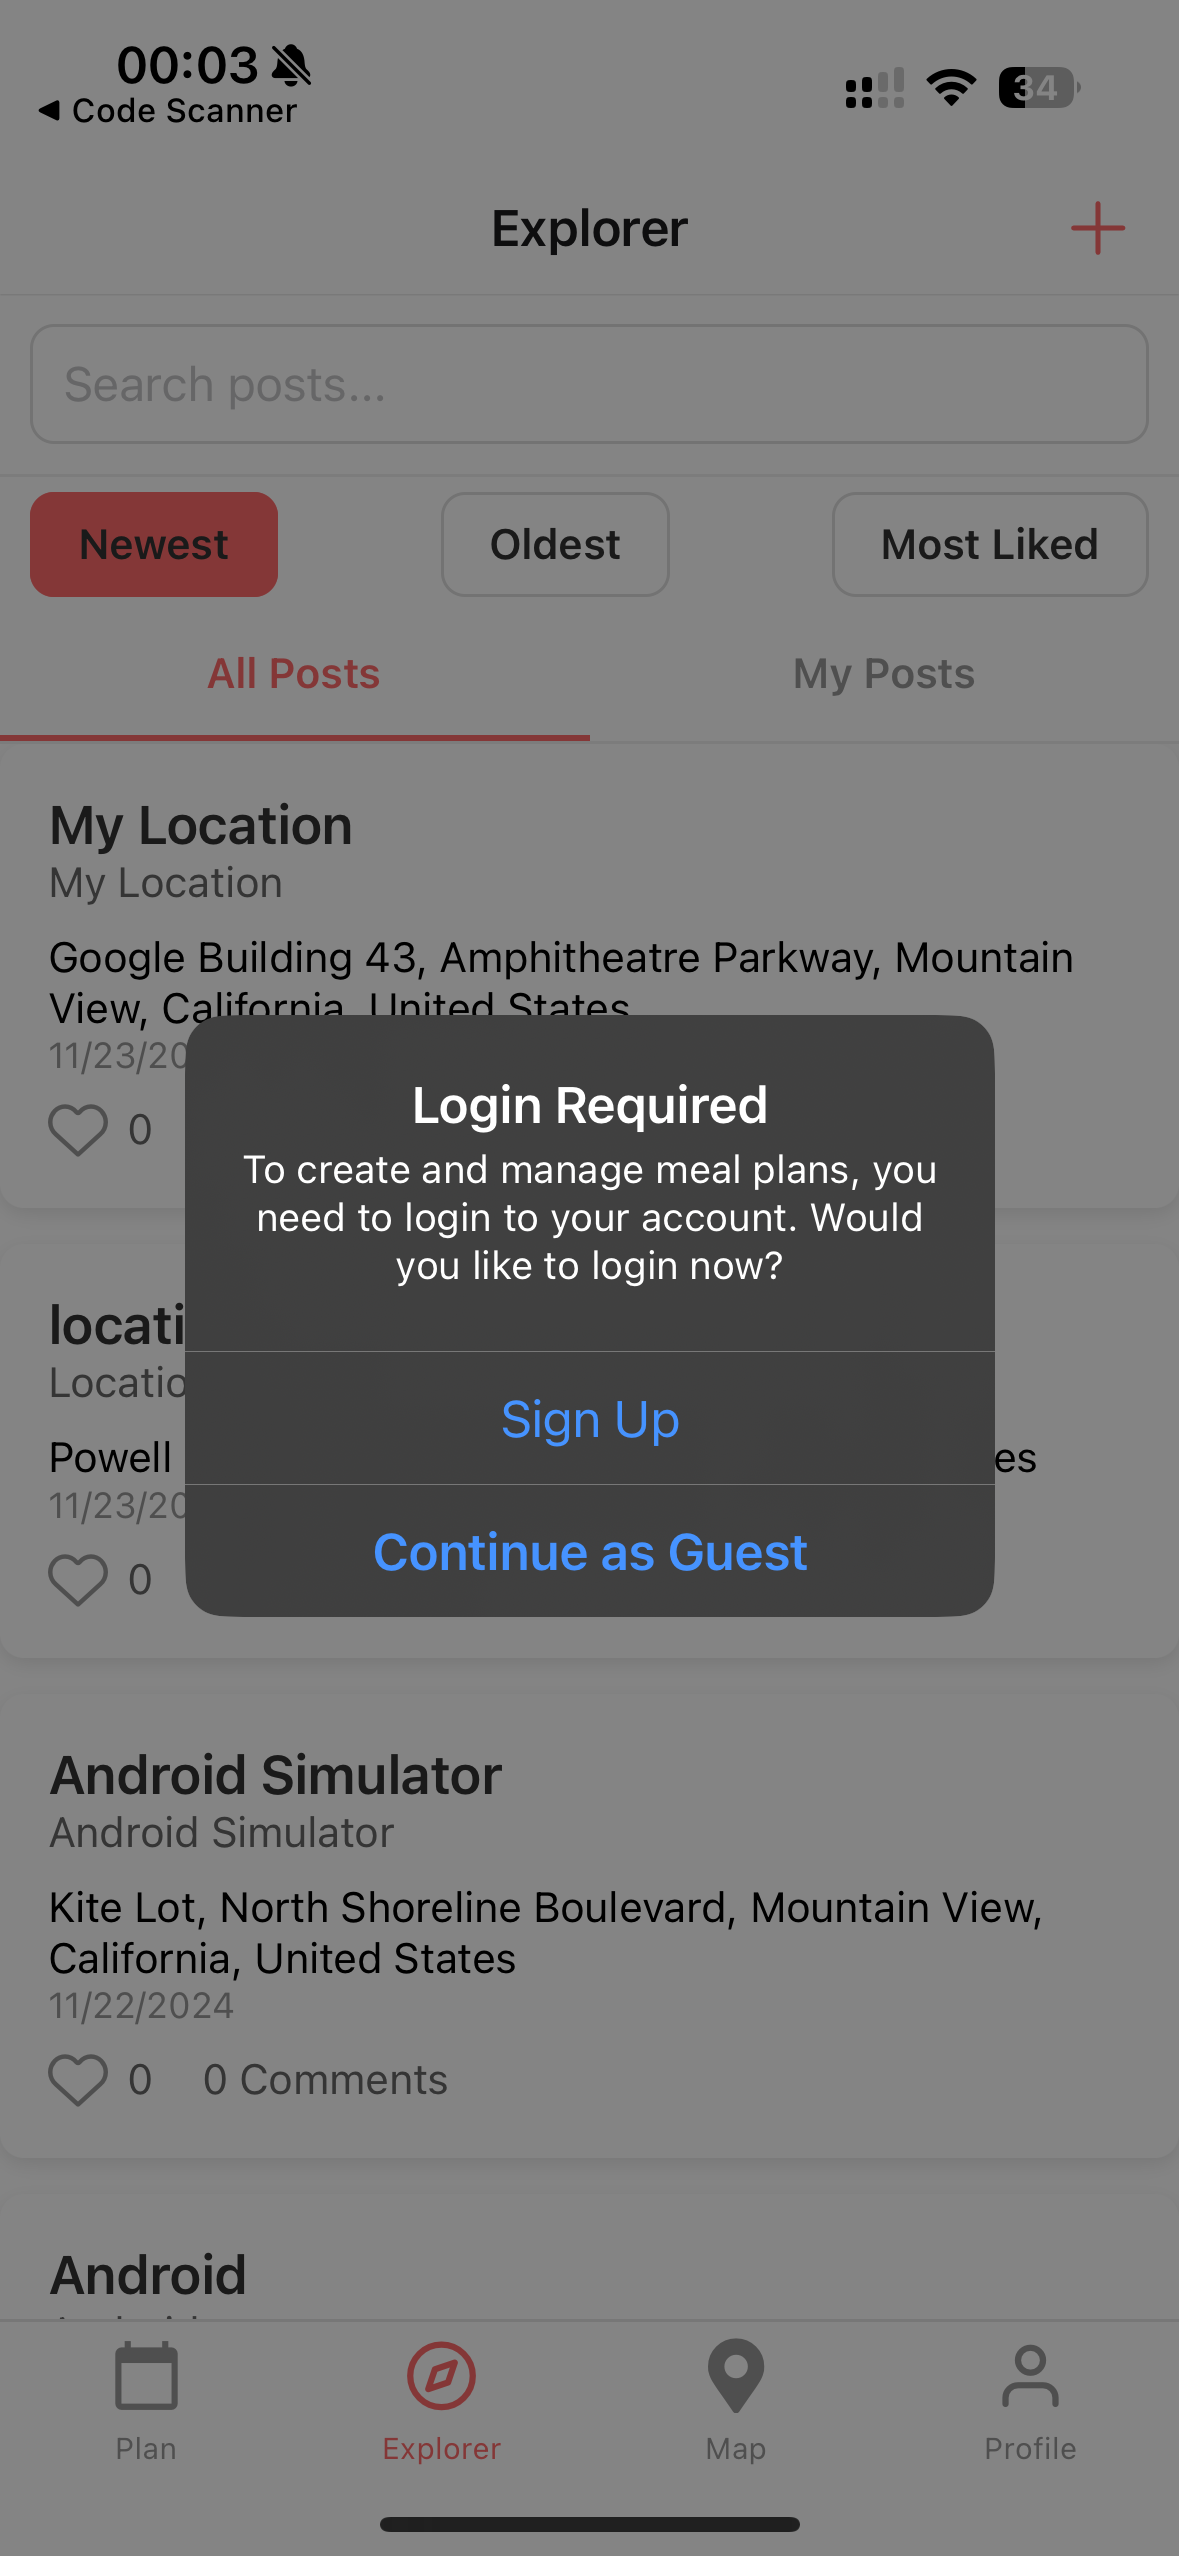 00:03
Code Scanner
34
Explorer
Search posts...
Newest
Oldest
Most Liked
All Posts
My Posts
My Location
My Location
Google Building 43, Amphitheatre Parkway, Mountain
View, California, United States
11/23/20
0
Login Required
To create and manage meal plans, you
need to login to your account. Would
you like to login now?
Sign Up
Continue as Guest
locati
Locatio
Powell
es
11/23/20
0
Android Simulator
Android Simulator
Kite Lot, North Shoreline Boulevard, Mountain View,
California, United States
11/22/2024
0 0 Comments
Android
Plan
Explorer
Map
Profile